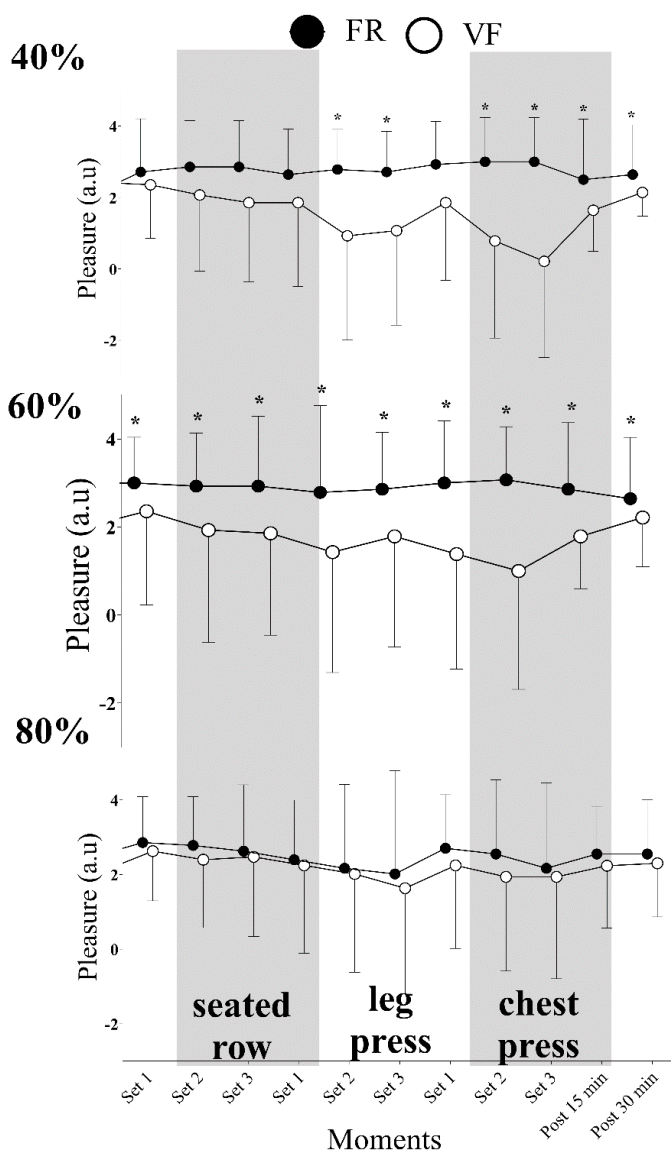 FR VF
40%
* * * * * *
4
2
0
-2
Pleasure (a.u)
60%
* * * * * * * * *
4
2
0
-2
Pleasure (a.u)
80%
4
2
0
-2
Pleasure (a.u)
seated
row
leg
press
chest
press
Set 1 Set 2 Set 3 Set 1 Set 2 Set 3 Set 1 Set 2 Set 3 Post 15 min Post 30 min
Moments